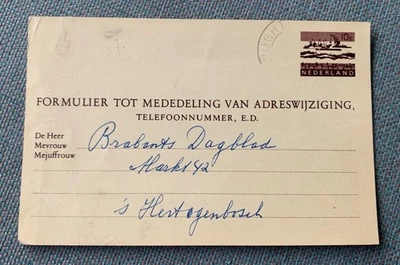 10c
NEDERLAND
FORMULIER TOT MEDEDELING VAN ADRESWIJZIGING,
TELEFOONNUMMER, E.D.
De Heer
Mevrouw
Mejuffrouw
Brabants Dagblad
Markt 42
's Hertogenbosch